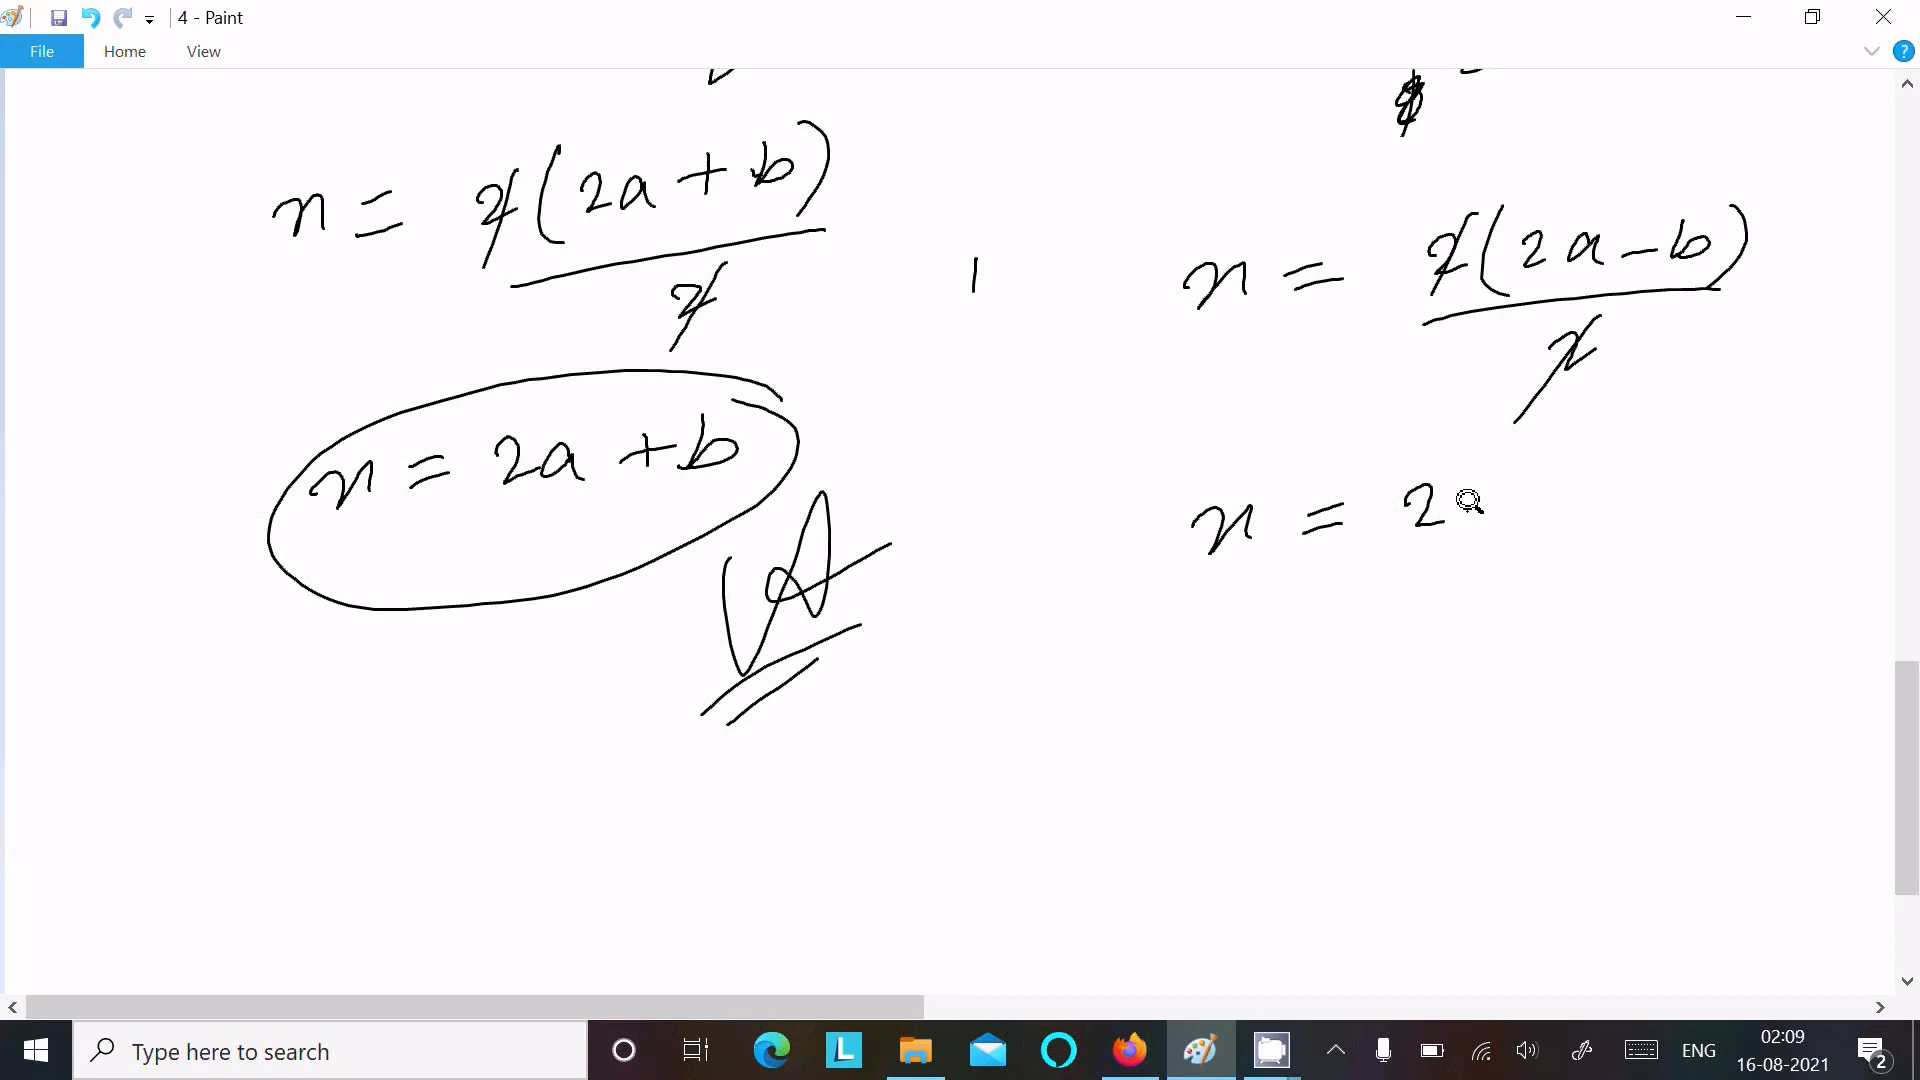 4 - Paint
File Home View
x = 2(2a + b)
2
x = 2a + b
,
x = 2(2a - b)
2
x = 2
Type here to search
ENG
02:09
16-08-2021
2